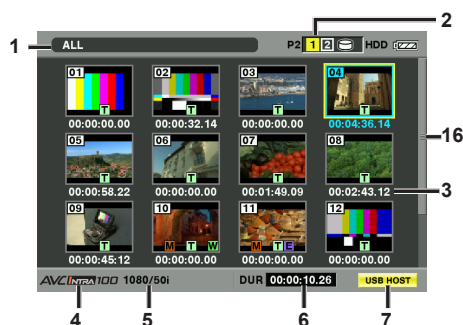 2
1 ALL P2 1 2 HDD
01 02 03 04
T T T T
00:00:00.00 00:00:32.14 00:00:00.00 00:04:36.14
16
05 06 07 08
T T T T
00:00:58.22 00:00:00.00 00:01:49.09 00:02:43.12 3
09 10 11 12
T M T W M T E T
00:00:45:12 00:00:00.00 00:00:00.00 00:00:00.00
AVC INTRA 100 1080/50i DUR 00:00:10.26 USB HOST
4 5 6 7